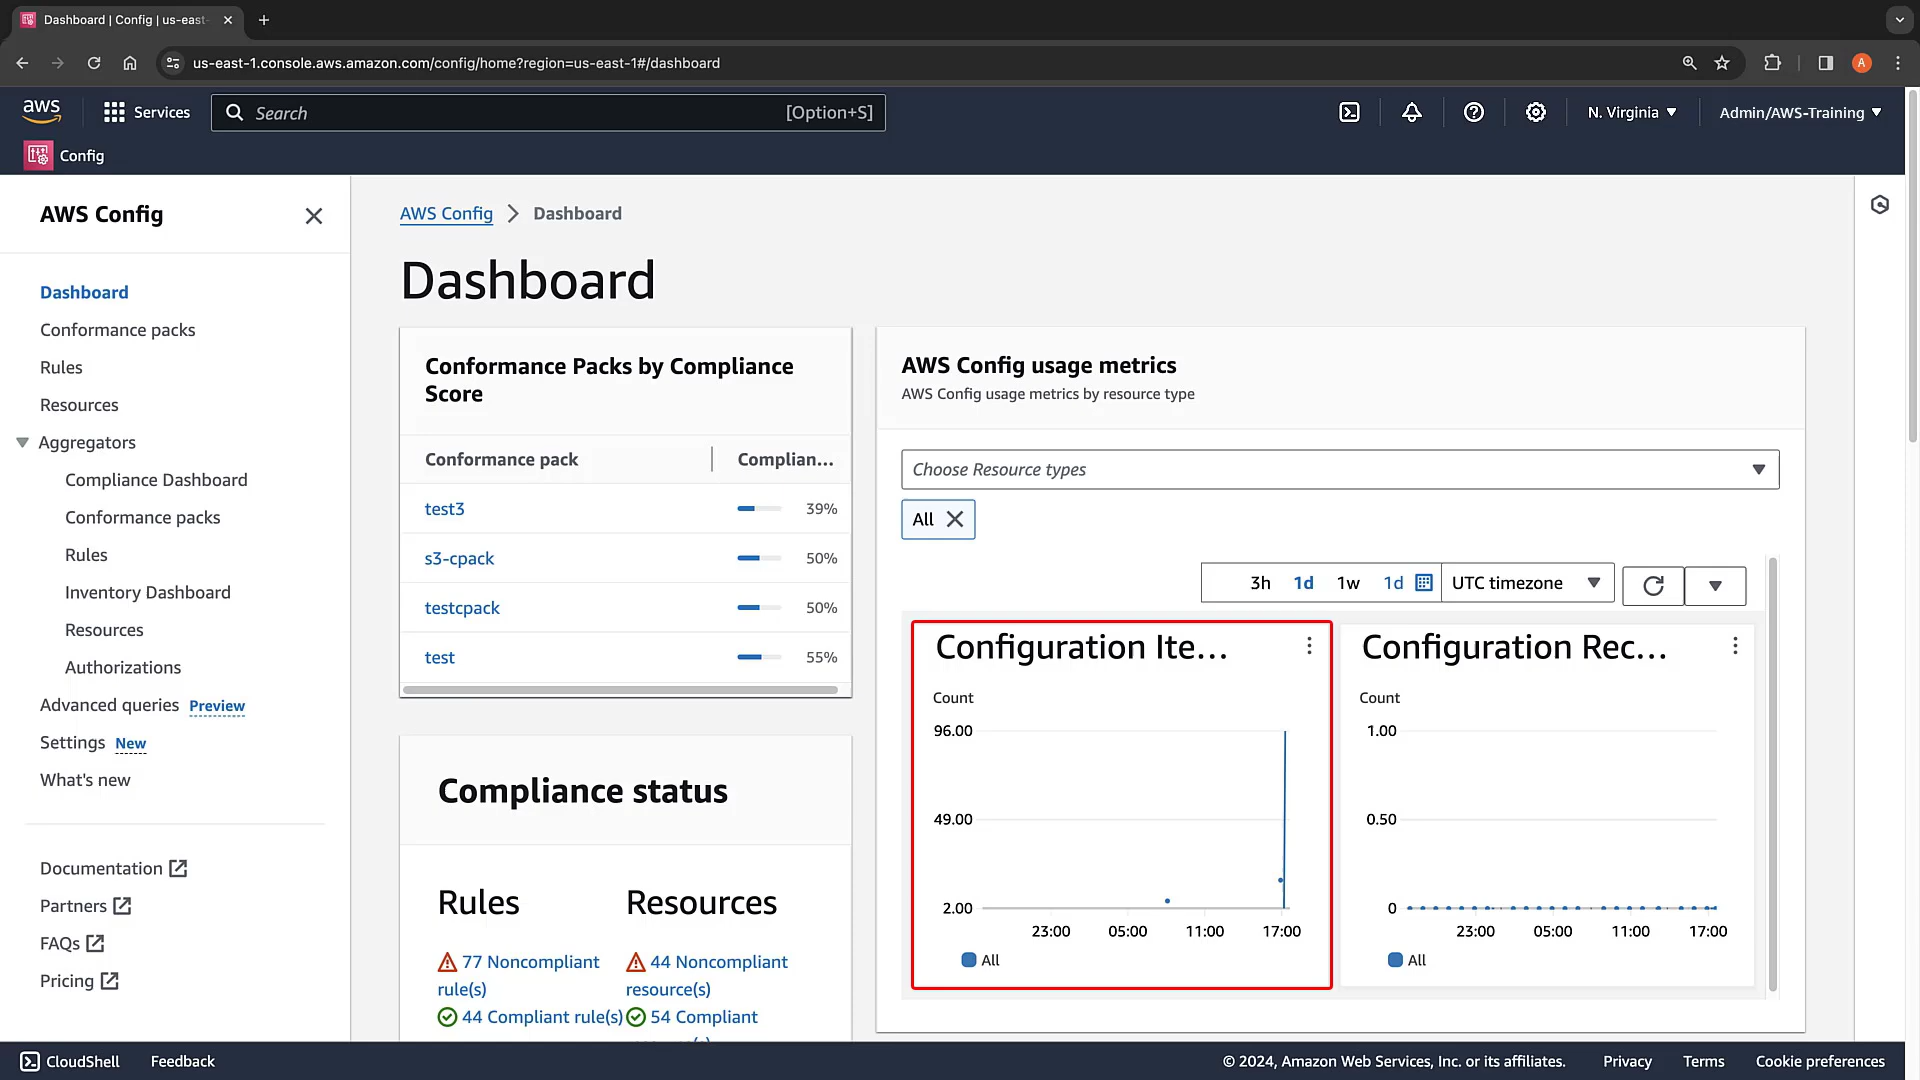 Dashboard | Config | us-east-
us-east-1.console.aws.amazon.com/config/home?region=us-east-1#/dashboard
A
aws
Services
Search
[Option+S]
N. Virginia
Admin/AWS-Training
Config
AWS Config
Dashboard
Conformance packs
Rules
Resources
Aggregators
Compliance Dashboard
Conformance packs
Rules
Inventory Dashboard
Resources
Authorizations
Advanced queries Preview
Settings New
What's new
Documentation
Partners
FAQs
Pricing
AWS Config
Dashboard
Dashboard
Conformance Packs by Compliance
Score
Conformance pack
Complian...
test3
39%
s3-cpack
50%
testcpack
50%
test
55%
Compliance status
Rules
77 Noncompliant
rule(s)
44 Compliant rule(s)
Resources
44 Noncompliant
resource(s)
54 Compliant
AWS Config usage metrics
AWS Config usage metrics by resource type
Choose Resource types
All
3h
1d
1w
1d
UTC timezone
Configuration Ite...
Count
96.00
49.00
2.00
23:00
05:00
11:00
17:00
All
Configuration Rec...
Count
1.00
0.50
0
23:00
05:00
11:00
17:00
All
CloudShell
Feedback
© 2024, Amazon Web Services, Inc. or its affiliates.
Privacy
Terms
Cookie preferences